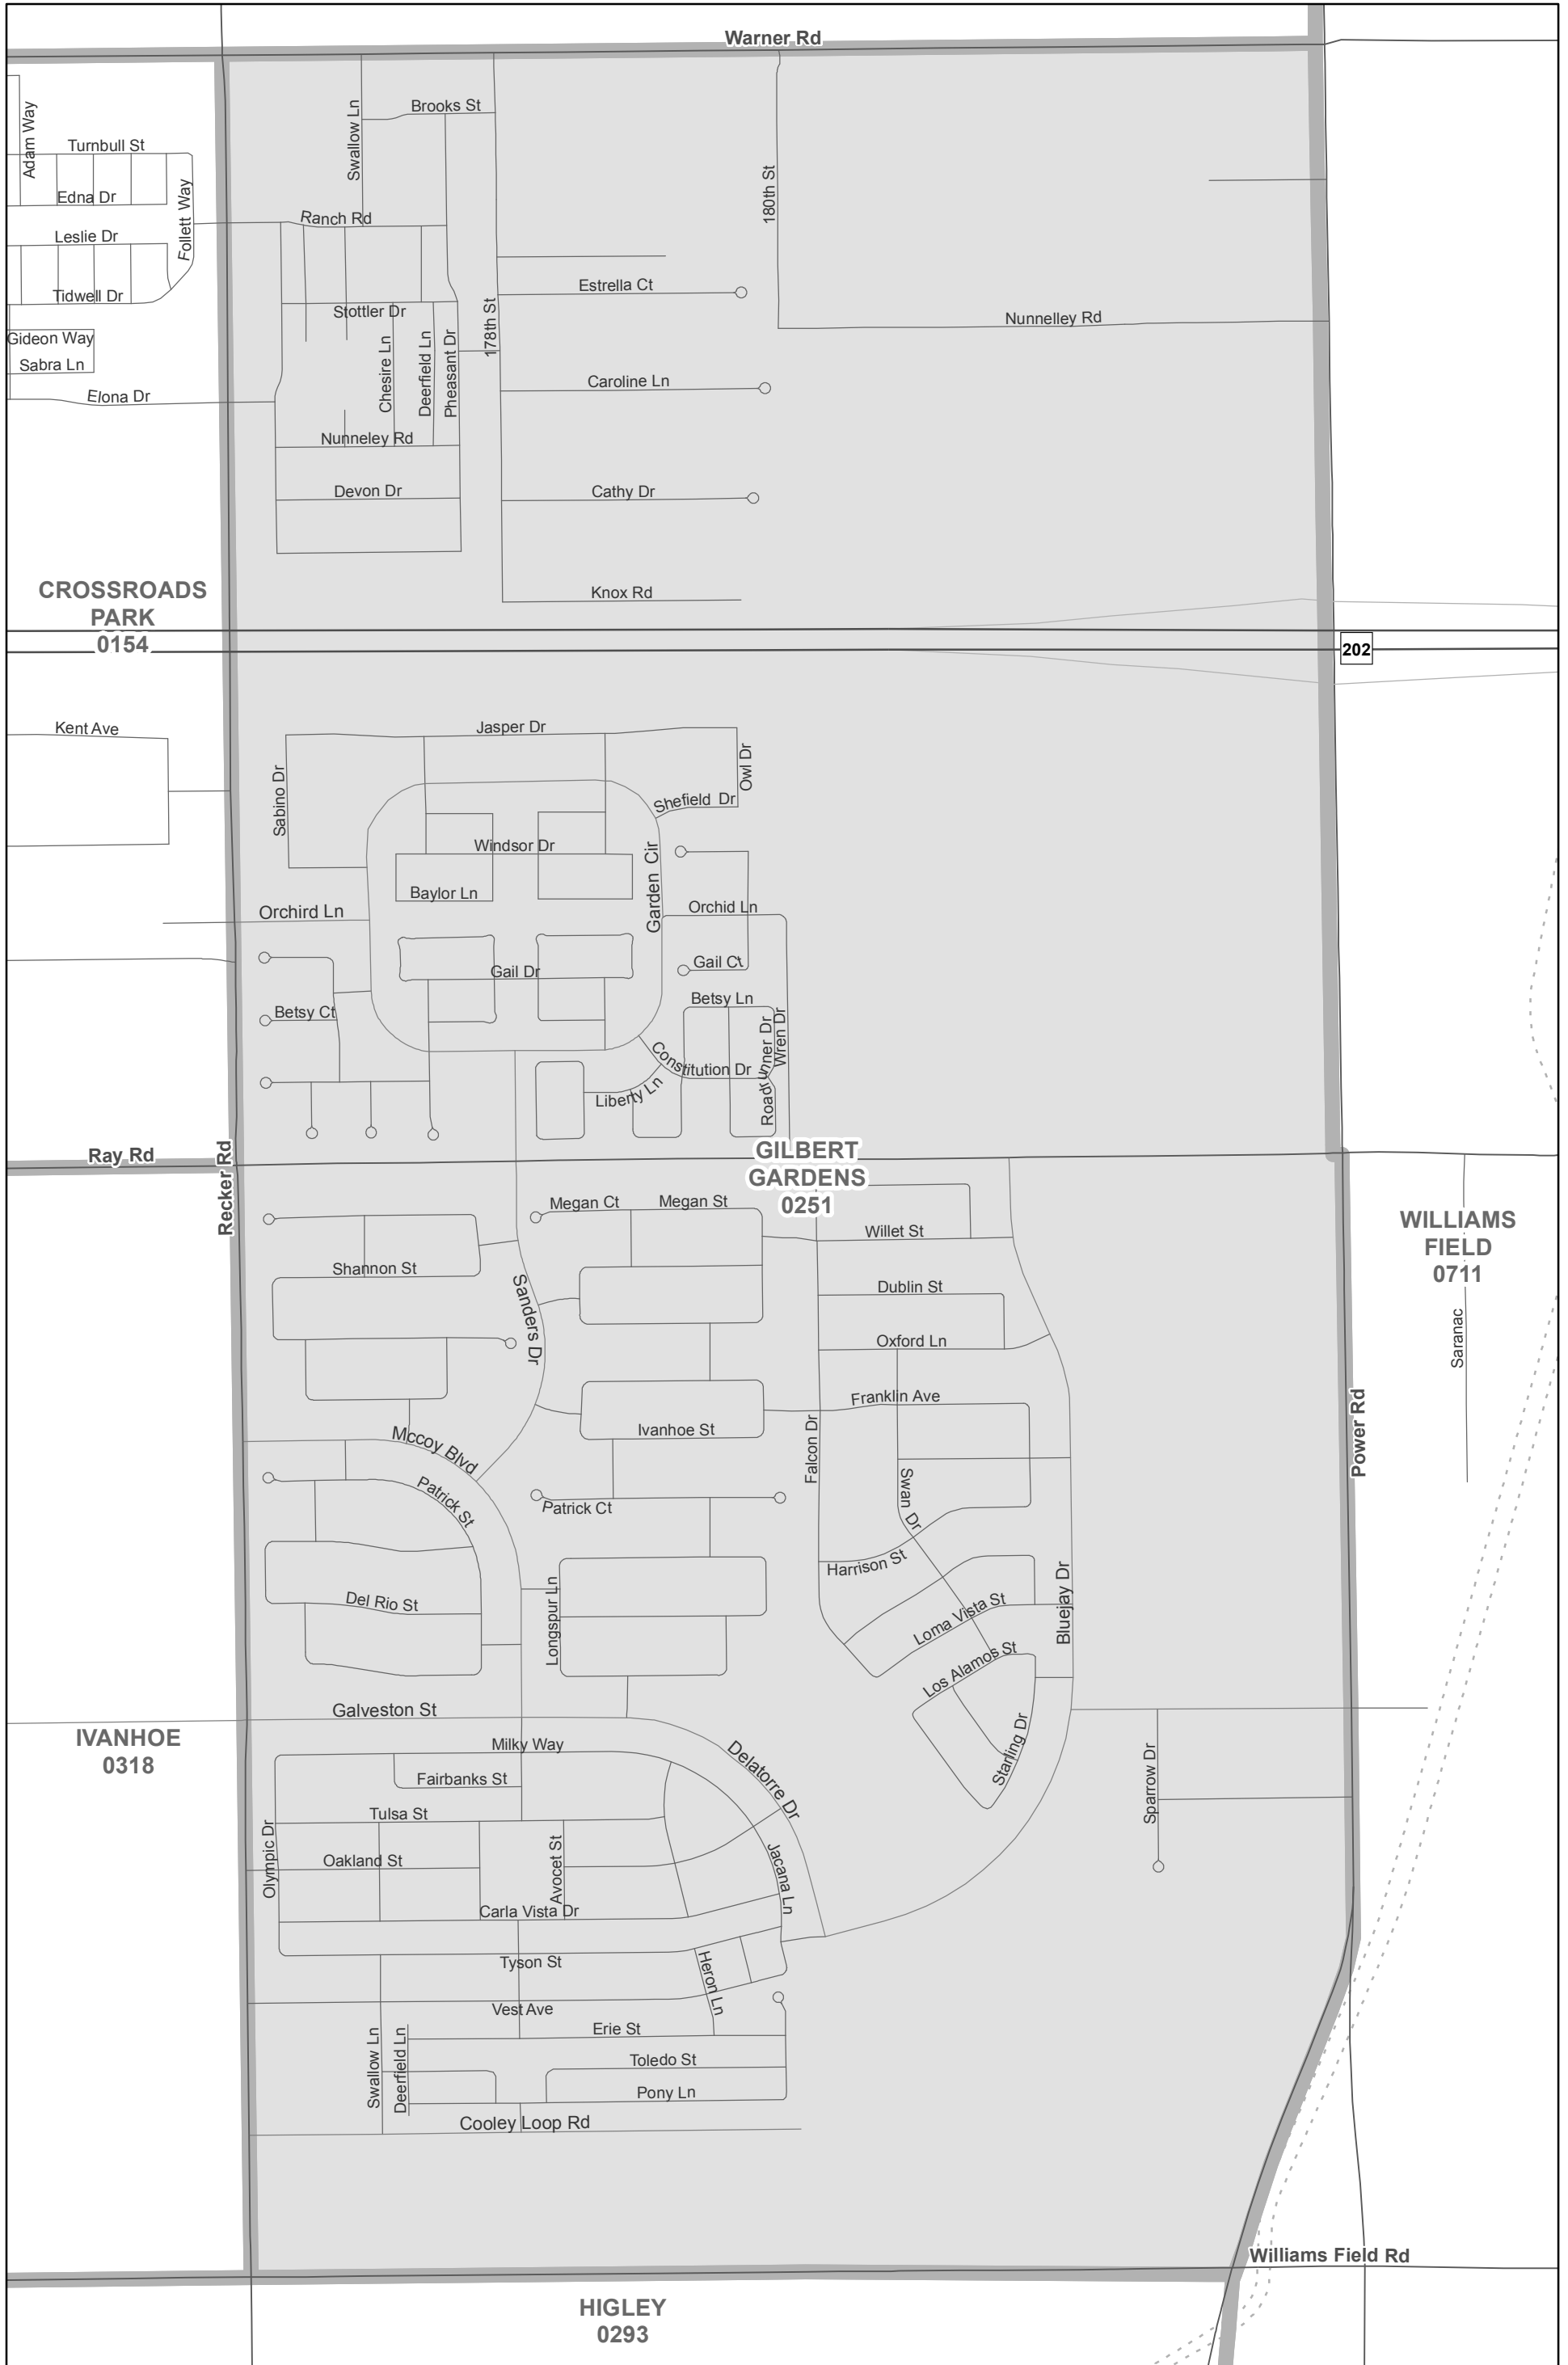 Warner Rd
Adam Way
Turnbull St
Edna Dr
Follett Way
Leslie Dr
Tidwell Dr
Gideon Way
Sabra Ln
Elona Dr
Swallow Ln
Brooks St
Ranch Rd
178th St
180th St
Estrella Ct
Nunnelley Rd
Stottler Dr
Chesire Ln
Deerfield Ln
Pheasant Dr
Caroline Ln
Nunneley Rd
Devon Dr
Cathy Dr
Knox Rd
CROSSROADS
PARK
0154
202
Kent Ave
Jasper Dr
Sabino Dr
Owl Dr
Shefield Dr
Windsor Dr
Garden Cir
Baylor Ln
Orchird Ln
Orchid Ln
Gail Dr
Gail Ct
Betsy Ct
Betsy Ln
Roadrunner Dr
Wren Dr
Constitution Dr
Liberty Ln
Ray Rd
Recker Rd
GILBERT
GARDENS
0251
Megan Ct
Megan St
Willet St
WILLIAMS
FIELD
0711
Shannon St
Sanders Dr
Dublin St
Oxford Ln
Saranac
Franklin Ave
Ivanhoe St
Falcon Dr
Power Rd
Mccoy Blvd
Patrick St
Patrick Ct
Swan Dr
Harrison St
Del Rio St
Longspur Ln
Loma Vista St
Bluejay Dr
Los Alamos St
Galveston St
IVANHOE
0318
Milky Way
Delatorre Dr
Starling Dr
Sparrow Dr
Fairbanks St
Tulsa St
Olympic Dr
Oakland St
Avocet St
Jacana Ln
Carla Vista Dr
Tyson St
Heron Ln
Vest Ave
Erie St
Swallow Ln
Deerfield Ln
Toledo St
Pony Ln
Cooley Loop Rd
Williams Field Rd
HIGLEY
0293